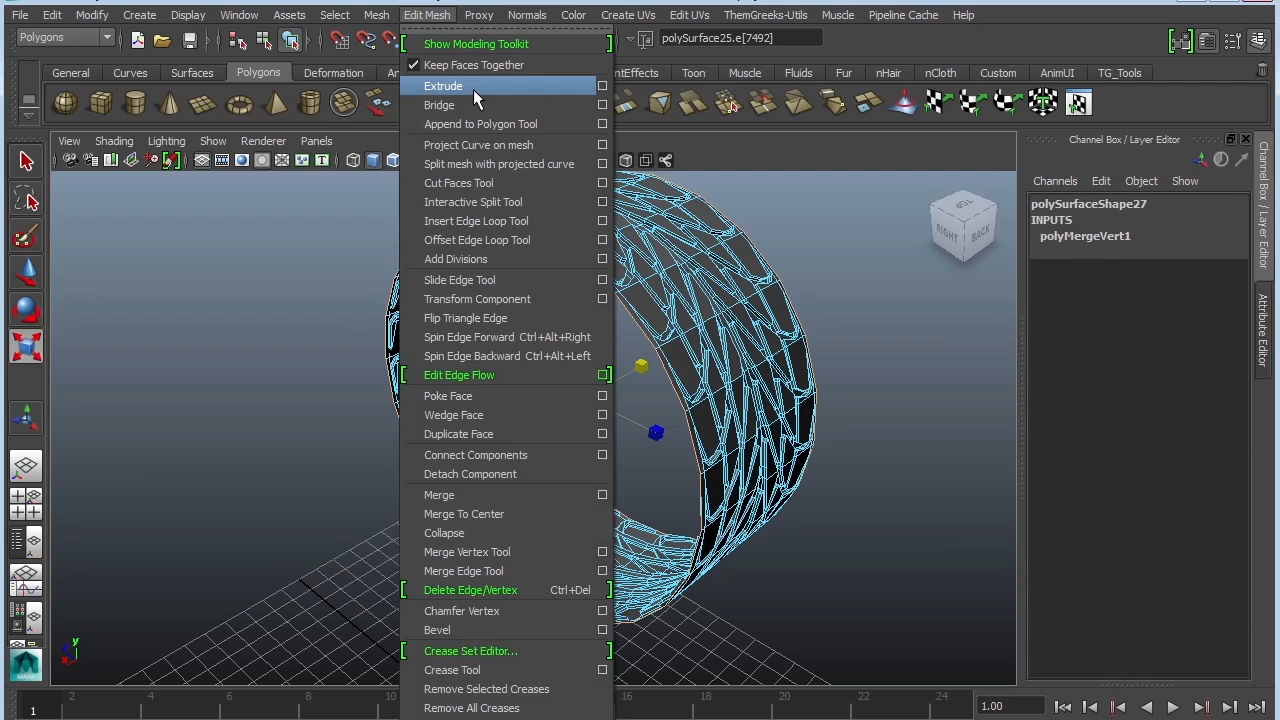 File Edit Modify Create Display Window Assets Select Mesh Edit Mesh Proxy Normals Color Create UVs Edit UVs ThemGreeks-Utils Muscle Pipeline Cache Help
Polygons
polySurface25.e[7492]
General Curves Surfaces Polygons Deformation An
Effects Toon Muscle Fluids Fur nHair nCloth Custom AnimUI TG_Tools
View Shading Lighting Show Renderer Panels
Show Modeling Toolkit
Keep Faces Together
Extrude
Bridge
Append to Polygon Tool
Project Curve on mesh
Split mesh with projected curve
Cut Faces Tool
Interactive Split Tool
Insert Edge Loop Tool
Offset Edge Loop Tool
Add Divisions
Slide Edge Tool
Transform Component
Flip Triangle Edge
Spin Edge Forward Ctrl+Alt+Right
Spin Edge Backward Ctrl+Alt+Left
Edit Edge Flow
Poke Face
Wedge Face
Duplicate Face
Connect Components
Detach Component
Merge
Merge To Center
Collapse
Merge Vertex Tool
Merge Edge Tool
Delete Edge/Vertex Ctrl+Del
Chamfer Vertex
Bevel
Crease Set Editor...
Crease Tool
Remove Selected Creases
Remove All Creases
TOP
RIGHT BACK
Channel Box / Layer Editor
Channels Edit Object Show
polySurfaceShape27
INPUTS
polyMergeVert1
Channel Box / Layer Editor
Attribute Editor
y
z
x
1 2 4 6 8 10 16 18 20 22 24
1.00